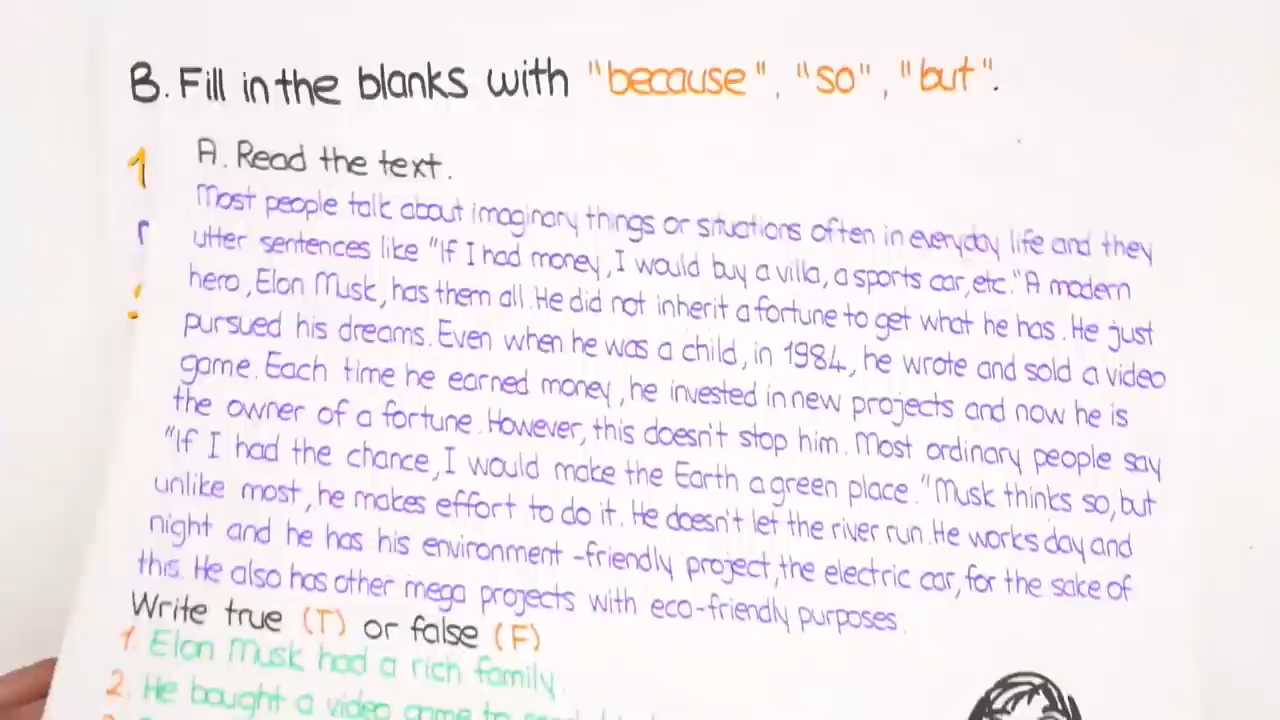 B. Fill in the blanks with "because", "so", "but".
1
A. Read the text.
Most people talk about imaginary things or situations often in everyday life and they
utter sentences like "If I had money, I would buy a villa, a sports car, etc." A modern
hero, Elon Musk, has them all. He did not inherit a fortune to get what he has. He just
pursued his dreams. Even when he was a child, in 1984, he wrote and sold a video
game. Each time he earned money, he invested in new projects and now he is
the owner of a fortune. However, this doesn't stop him. Most ordinary people say
"If I had the chance, I would make the Earth a green place." Musk thinks so, but
unlike most, he makes effort to do it. He doesn't let the river run. He works day and
night and he has his environment-friendly project, the electric car, for the sake of
this. He also has other mega projects with eco-friendly purposes.
Write true (T) or false (F)
1. Elon Musk had a rich family.
2. He bought a video game to